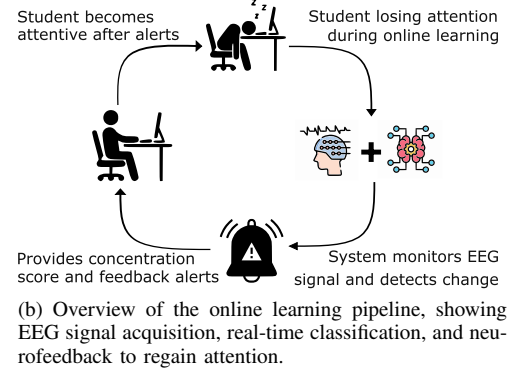 Student becomes
attentive after alerts
z z
z
Student losing attention
during online learning
Provides concentration
score and feedback alerts
System monitors EEG
signal and detects change
(b) Overview of the online learning pipeline, showing
EEG signal acquisition, real-time classification, and neu-
rofeedback to regain attention.